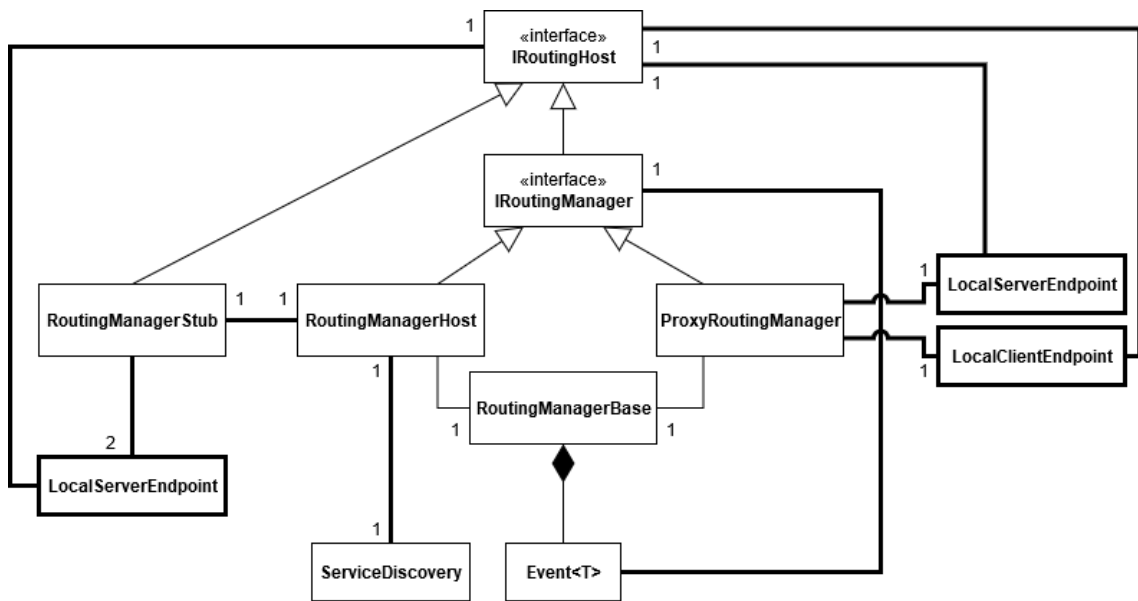 1
«interface»
IRoutingHost
1
1
«interface»
IRoutingManager
1
RoutingManagerStub
1
1
RoutingManagerHost
ProxyRoutingManager
1
LocalServerEndpoint
1
LocalClientEndpoint
1
RoutingManagerBase
1
1
2
LocalServerEndpoint
1
ServiceDiscovery
Event<T>